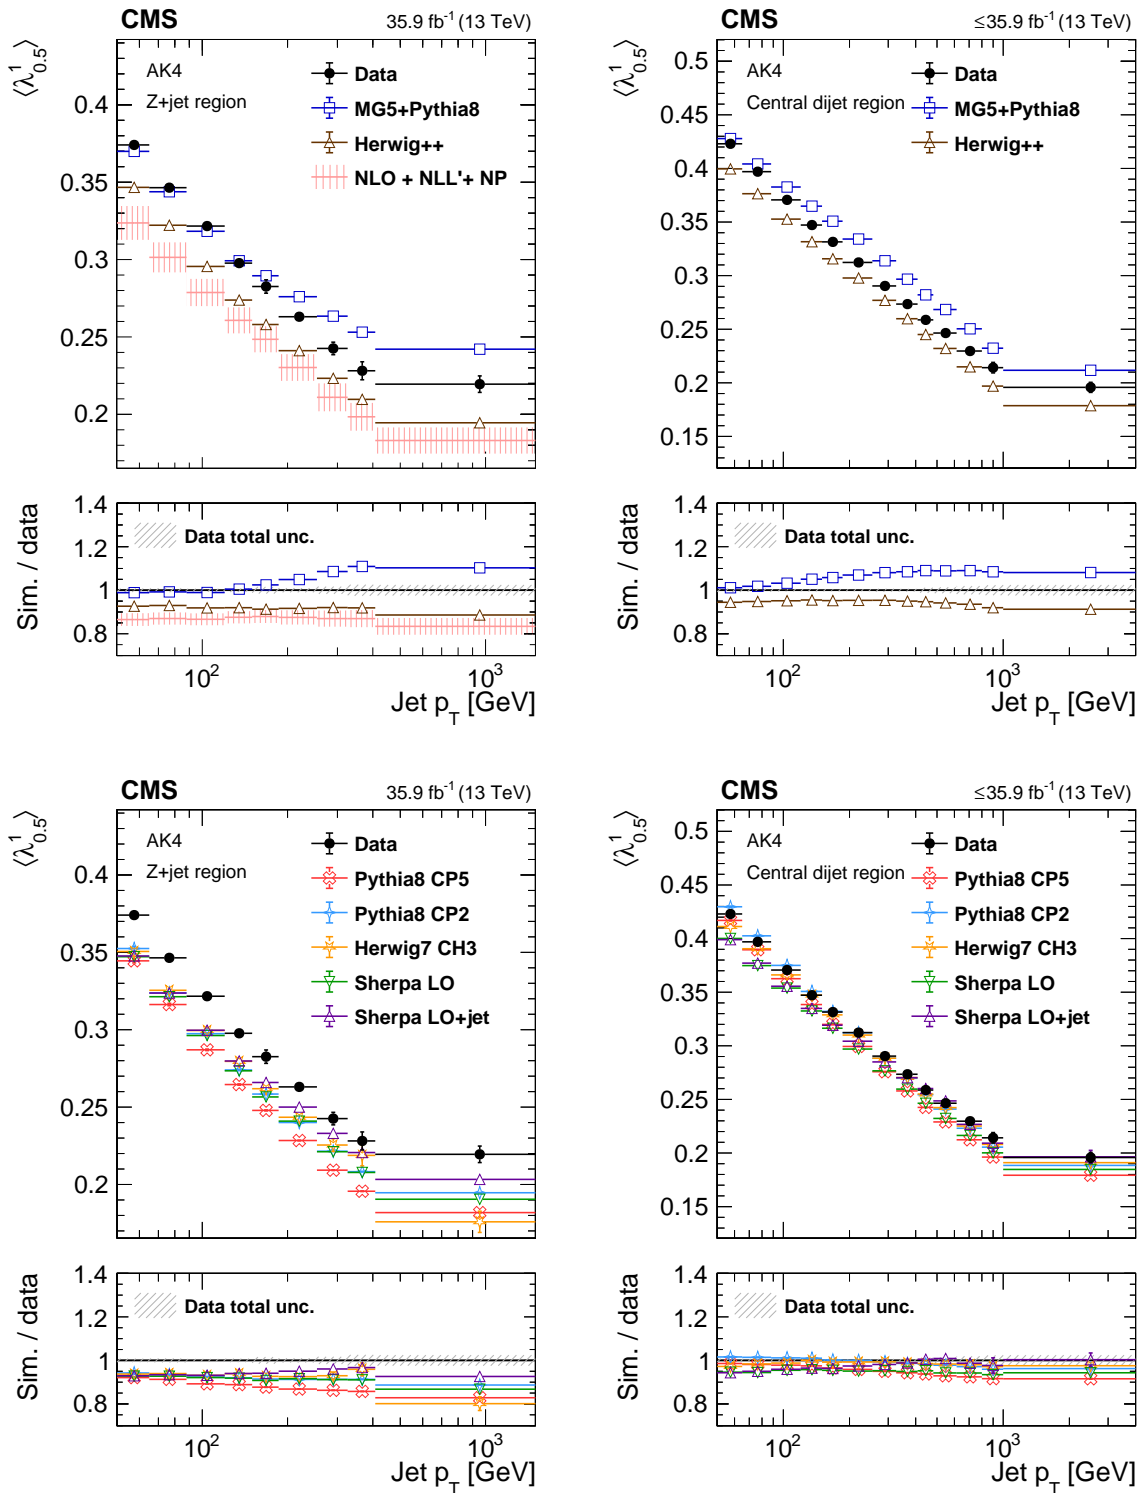 CMS 35.9 fb⁻¹ (13 TeV)
⟨λ¹₀.₅⟩
AK4
Z+jet region
Data
MG5+Pythia8
Herwig++
NLO + NLL'+ NP
0.4
0.35
0.3
0.25
0.2
Sim. / data
Data total unc.
1.4
1.2
1
0.8
10² 10³
Jet p_T [GeV]
CMS ≤35.9 fb⁻¹ (13 TeV)
⟨λ¹₀.₅⟩
AK4
Central dijet region
Data
MG5+Pythia8
Herwig++
0.5
0.45
0.4
0.35
0.3
0.25
0.2
0.15
Sim. / data
Data total unc.
1.4
1.2
1
0.8
10² 10³
Jet p_T [GeV]
CMS 35.9 fb⁻¹ (13 TeV)
⟨λ¹₀.₅⟩
AK4
Z+jet region
Data
Pythia8 CP5
Pythia8 CP2
Herwig7 CH3
Sherpa LO
Sherpa LO+jet
0.4
0.35
0.3
0.25
0.2
Sim. / data
Data total unc.
1.4
1.2
1
0.8
10² 10³
Jet p_T [GeV]
CMS ≤35.9 fb⁻¹ (13 TeV)
⟨λ¹₀.₅⟩
AK4
Central dijet region
Data
Pythia8 CP5
Pythia8 CP2
Herwig7 CH3
Sherpa LO
Sherpa LO+jet
0.5
0.45
0.4
0.35
0.3
0.25
0.2
0.15
Sim. / data
Data total unc.
1.4
1.2
1
0.8
10² 10³
Jet p_T [GeV]